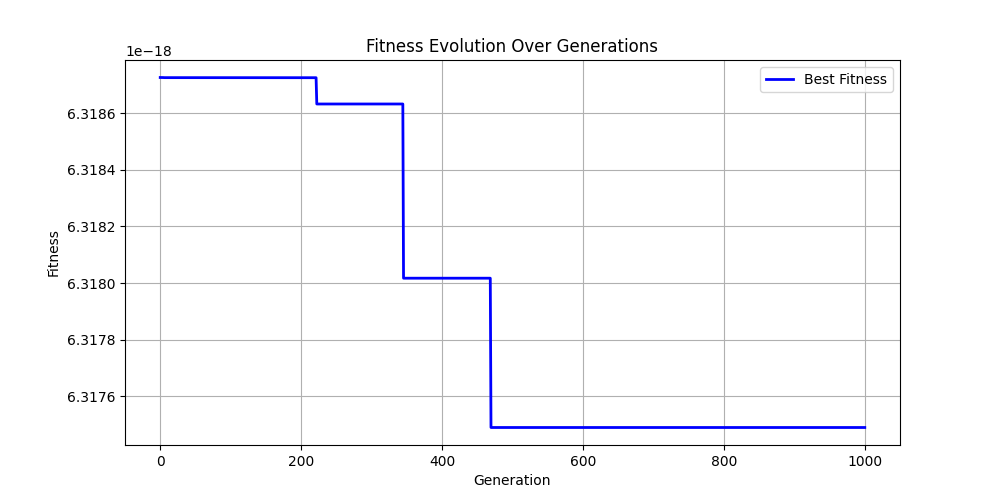 Fitness Evolution Over Generations
1e−18
Best Fitness
6.3186
6.3184
6.3182
6.3180
6.3178
6.3176
Fitness
0 200 400 600 800 1000
Generation